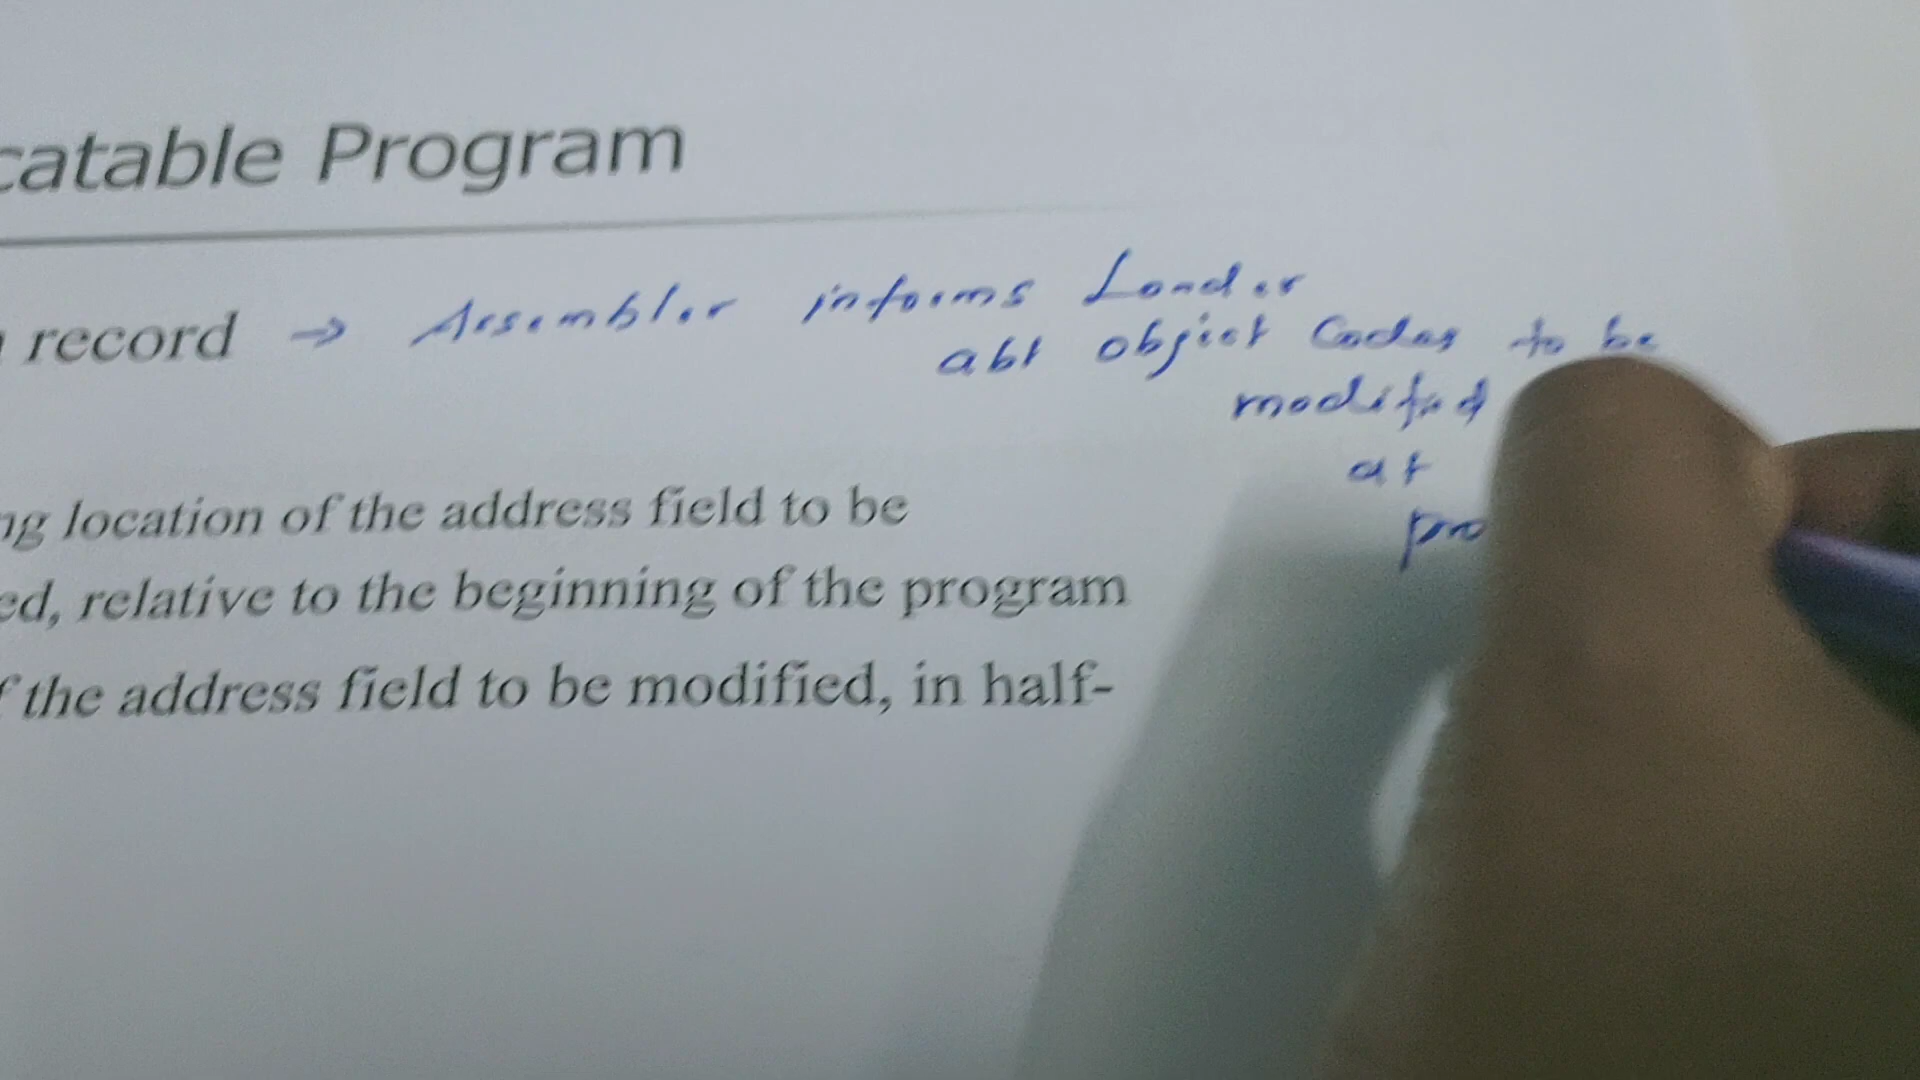 catable Program
record → Assembler informs Loader
abt object Codes to be
modified
at
pro
ng location of the address field to be
ed, relative to the beginning of the program
f the address field to be modified, in half-